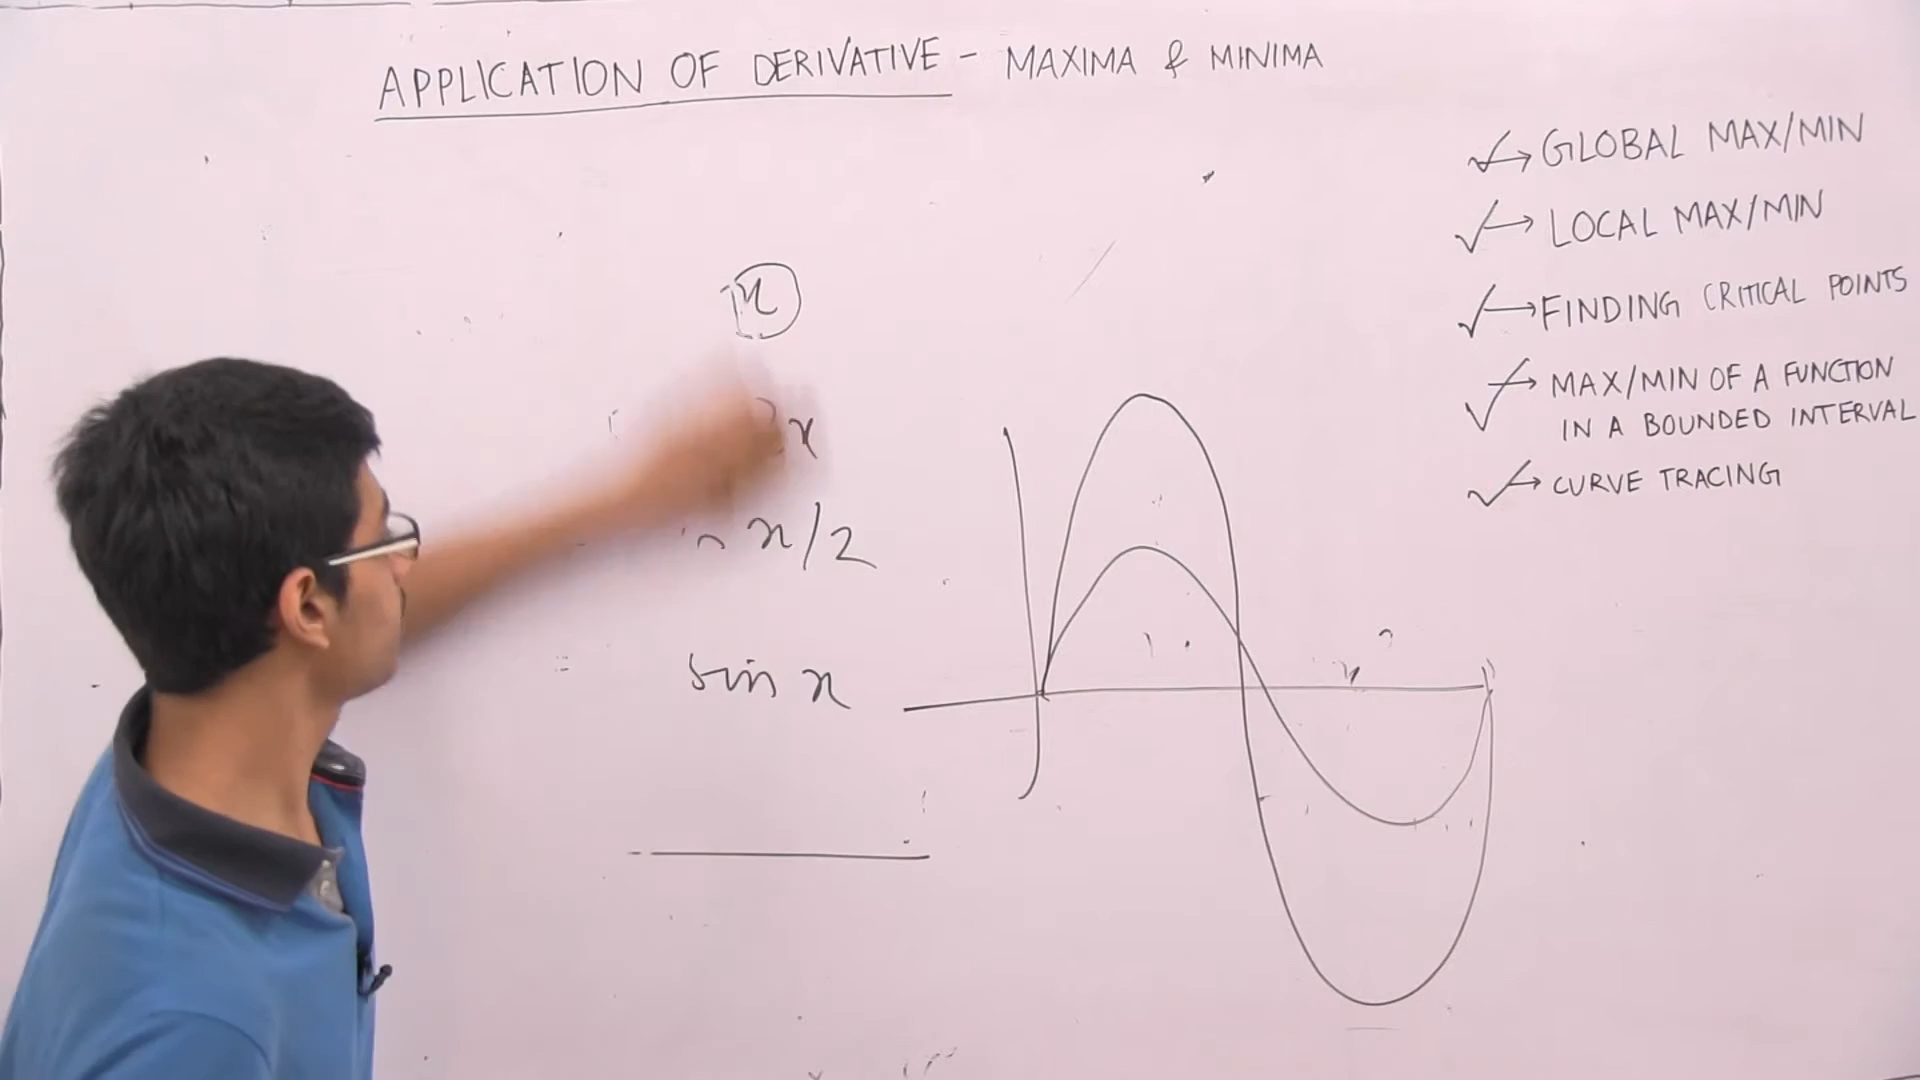 APPLICATION OF DERIVATIVE - MAXIMA & MINIMA
→ GLOBAL MAX/MIN
→ LOCAL MAX/MIN
→ FINDING CRITICAL POINTS
→ MAX/MIN OF A FUNCTION
IN A BOUNDED INTERVAL
→ CURVE TRACING
x
x
x/2
sin x